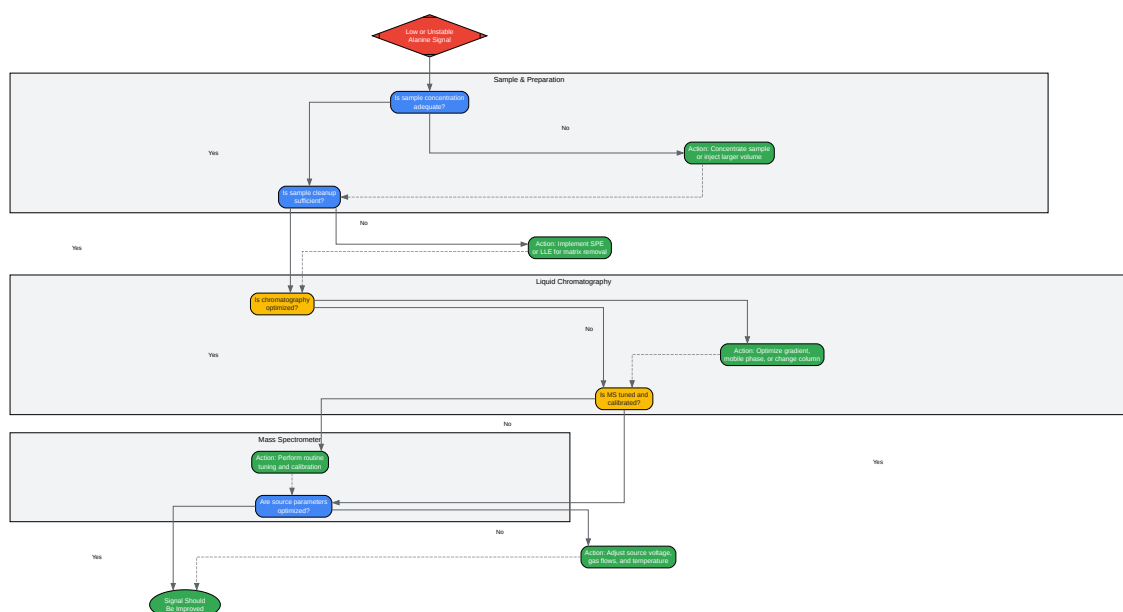 Low or Unstable
Alanine Signal
Sample & Preparation
Is sample concentration
adequate?
No
Yes
Action: Concentrate sample
or inject larger volume
Is sample cleanup
sufficient?
No
Yes
Action: Implement SPE
or LLE for matrix removal
Liquid Chromatography
Is chromatography
optimized?
No
Yes
Action: Optimize gradient,
mobile phase, or change column
Is MS tuned and
calibrated?
No
Mass Spectrometer
Yes
Action: Perform routine
tuning and calibration
Are source parameters
optimized?
No
Yes
Action: Adjust source voltage,
gas flows, and temperature
Signal Should
Be Improved